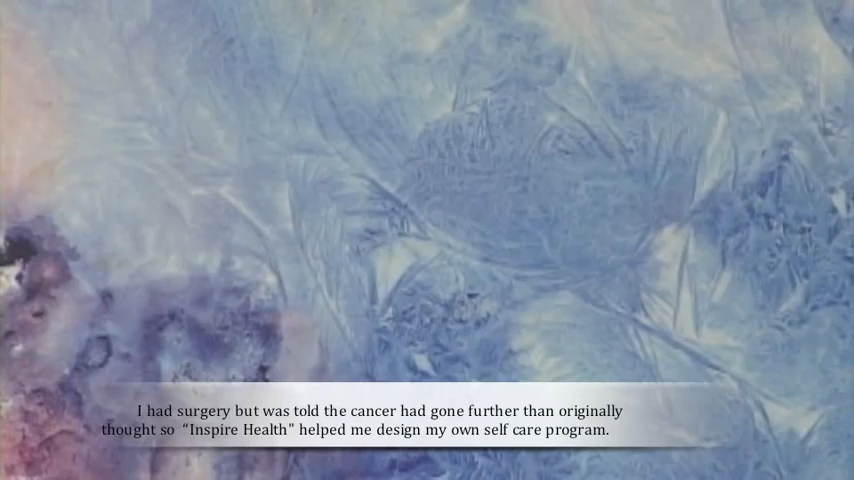 I had surgery but was told the cancer had gone further than originally
thought so “Inspire Health" helped me design my own self care program.